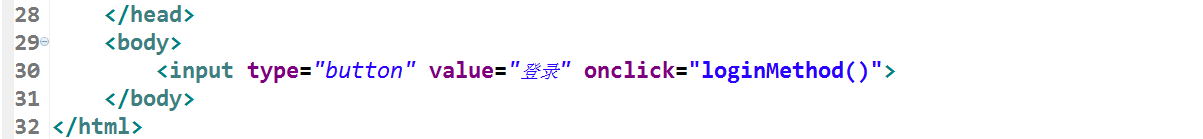 28 </head>
29 <body>
30 <input type="button" value="登录" onclick="loginMethod()">
31 </body>
32 </html>